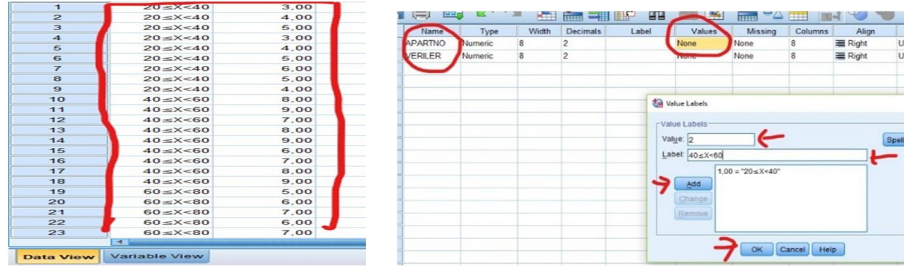 1 20≤X<40 3,00
2 20≤X<40 4,00
3 20≤X<40 5,00
4 20≤X<40 3,00
5 20≤X<40 4,00
6 20≤X<40 5,00
7 20≤X<40 6,00
8 20≤X<40 5,00
9 20≤X<40 4,00
10 40≤X<60 8,00
11 40≤X<60 9,00
12 40≤X<60 7,00
13 40≤X<60 8,00
14 40≤X<60 9,00
15 40≤X<60 6,00
16 40≤X<60 7,00
17 40≤X<60 8,00
18 40≤X<60 9,00
19 60≤X<80 5,00
20 60≤X<80 6,00
21 60≤X<80 7,00
22 60≤X<80 6,00
23 60≤X<80 7,00
Data View Variable View
Name Type Width Decimals Label Values Missing Columns Align
APARTNO Numeric 8 2 None None 8 Right U
VERILER Numeric 8 2 None None 8 Right U
Value Labels
Value Labels
Value: 2 Spell
Label: 40≤X<60
1,00 = "20≤X<40"
Add
Change
Remove
OK Cancel Help